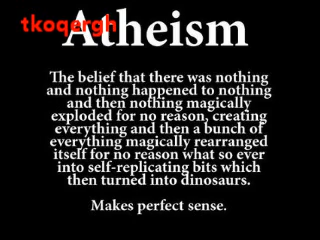 tkoqergh
Atheism
The belief that there was nothing
and nothing happened to nothing
and then nothing magically
exploded for no reason, creating
everything and then a bunch of
everything magically rearranged
itself for no reason what so ever
into self-replicating bits which
then turned into dinosaurs.
Makes perfect sense.